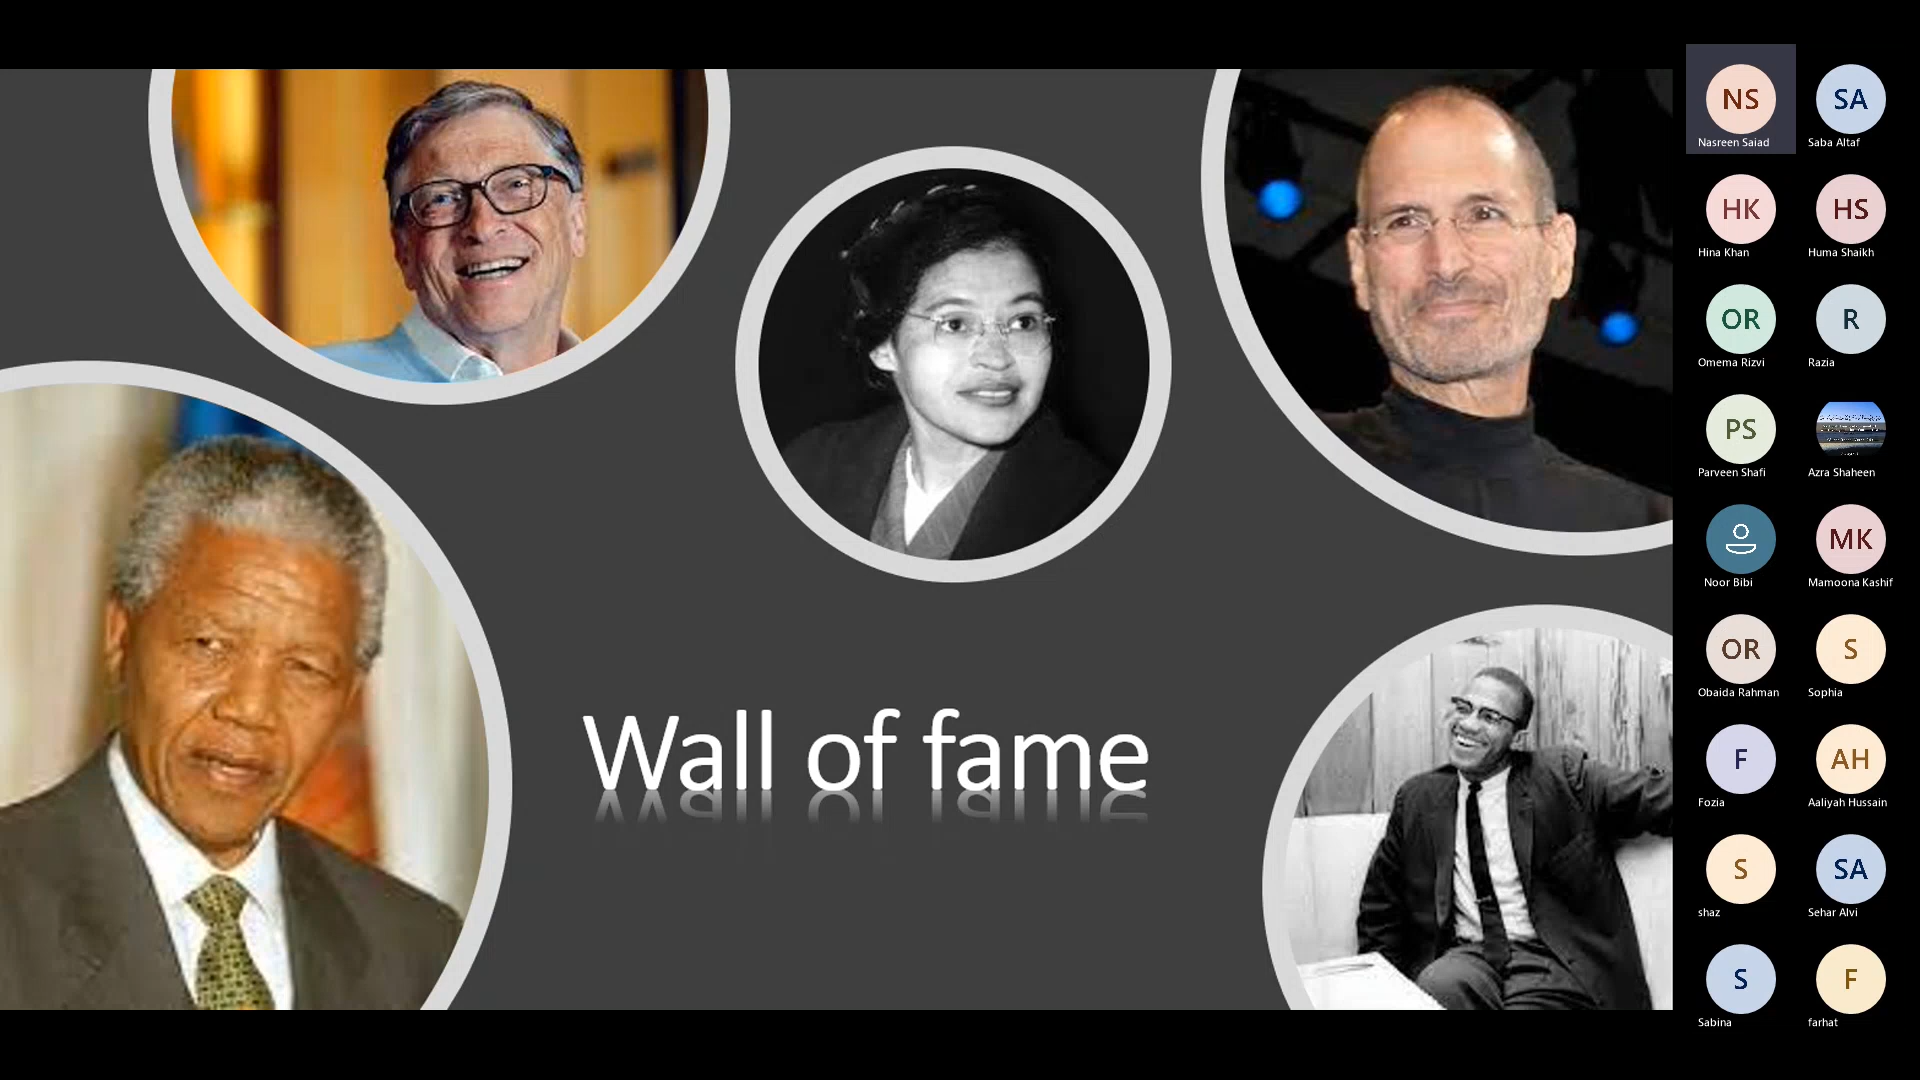 Wall of fame
NS
Nasreen Saiad
SA
Saba Altaf
HK
Hina Khan
HS
Huma Shaikh
OR
Omema Rizvi
R
Razia
PS
Parveen Shafi
Azra Shaheen
Noor Bibi
MK
Mamoona Kashif
OR
Obaida Rahman
S
Sophia
F
Fozia
AH
Aaliyah Hussain
S
shaz
SA
Sehar Alvi
S
Sabina
F
farhat